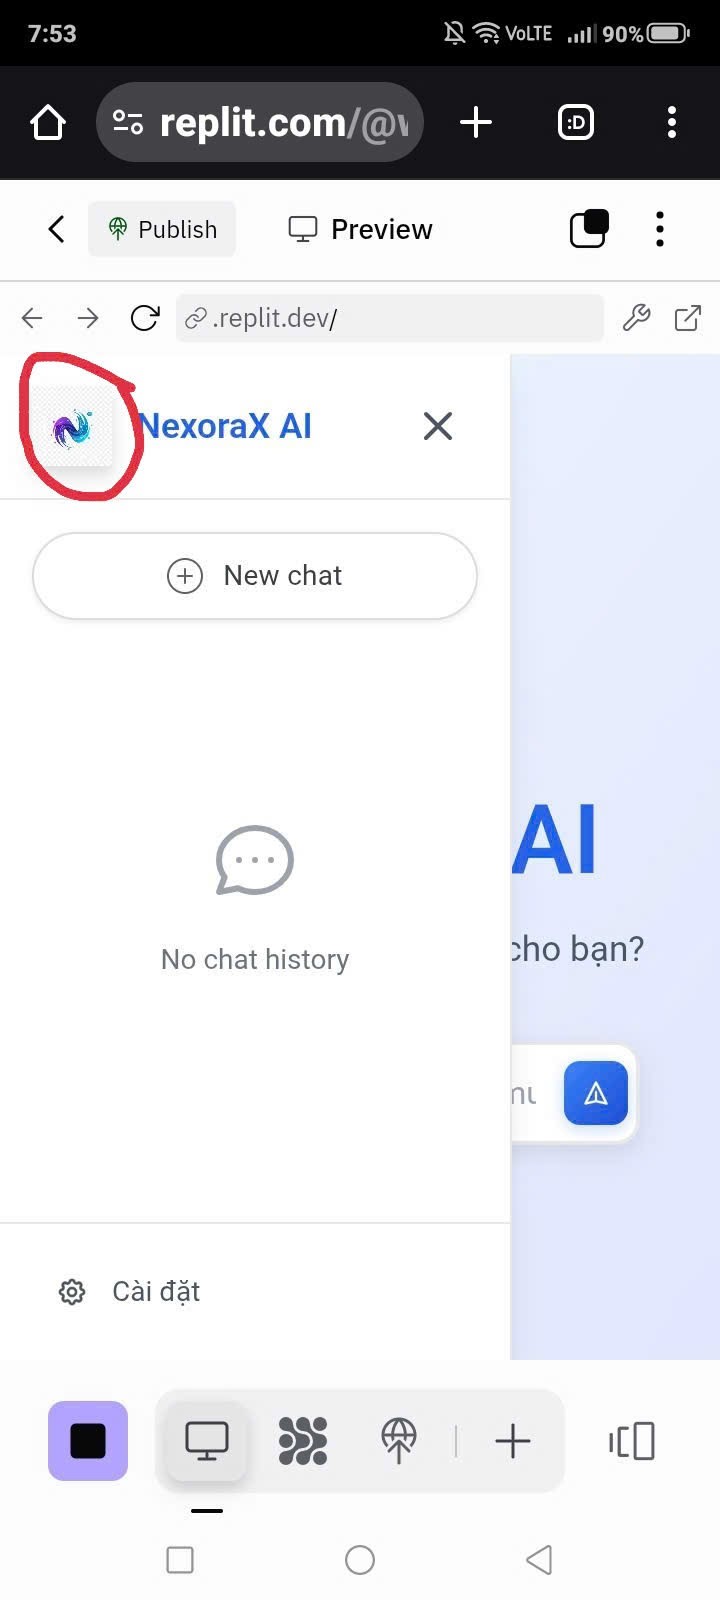 7:53
VoLTE 90%
replit.com/@
:D
Publish
Preview
.replit.dev/
NexoraX AI
New chat
AI
cho bạn?
No chat history
Cài đặt